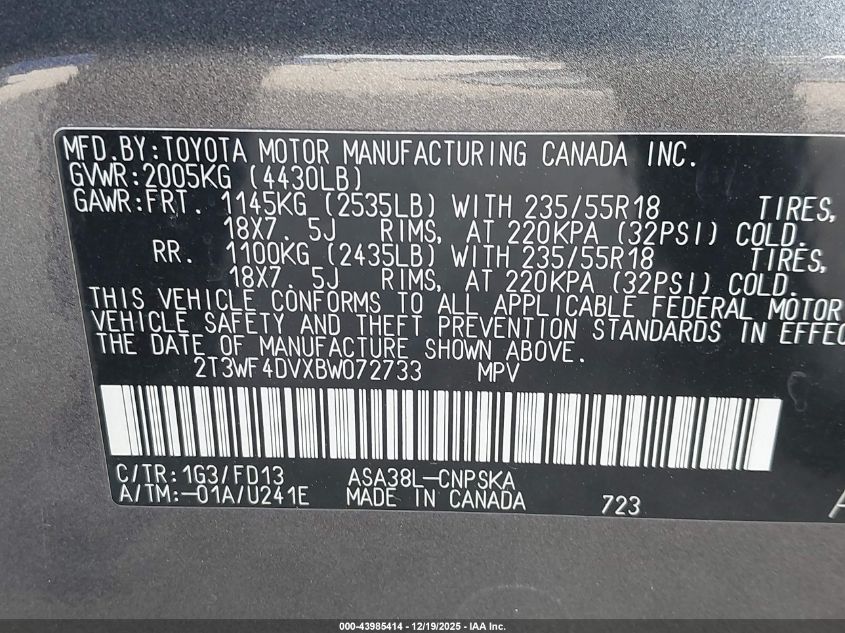 MFD.BY:TOYOTA MOTOR MANUFACTURING CANADA INC.
GVWR:2005KG (4430LB)
GAWR:FRT. 1145KG (2535LB) WITH 235/55R18 TIRES,
18X7. 5J RIMS, AT 220KPA (32PSI) COLD.
RR. 1100KG (2435LB) WITH 235/55R18 TIRES,
18X7. 5J RIMS, AT 220KPA (32PSI) COLD.
THIS VEHICLE CONFORMS TO ALL APPLICABLE FEDERAL MOTOR
VEHICLE SAFETY AND THEFT PREVENTION STANDARDS IN EFFEC
THE DATE OF MANUFACTURE SHOWN ABOVE.
2T3WF4DVXBW072733 MPV
C/TR:1G3/FD13 ASA38L-CNPSKA
A/TM:-01A/U241E MADE IN CANADA 723
000-43985414 - 12/19/2025 - IAA Inc.